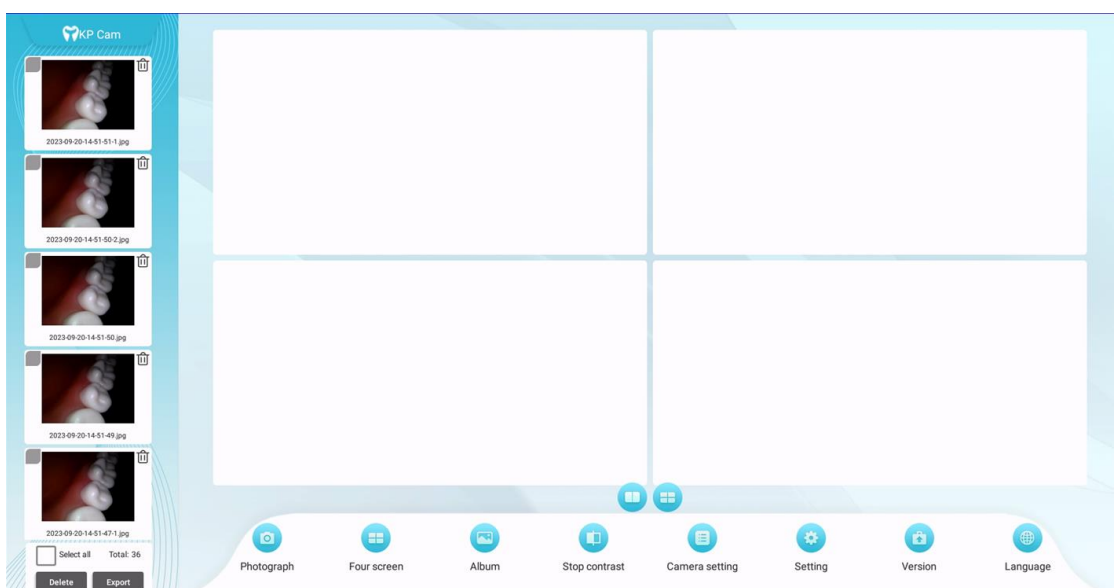 KP Cam
2023-09-20-14-51-51-1.jpg
2023-09-20-14-51-50-2.jpg
2023-09-20-14-51-50.jpg
2023-09-20-14-51-49.jpg
2023-09-20-14-51-47-1.jpg
Select all Total: 36
Delete Export
Photograph Four screen Album Stop contrast Camera setting Setting Version Language